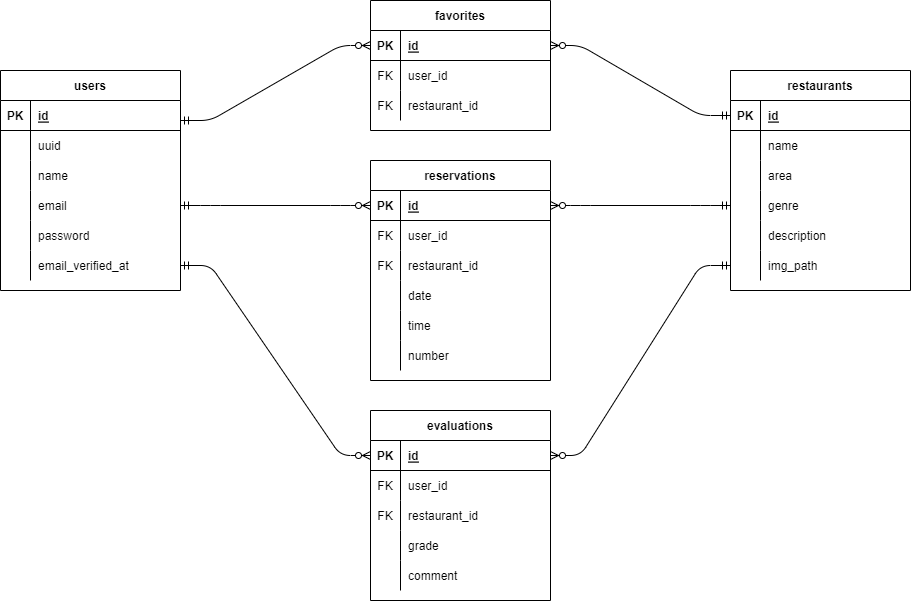 users
PK id
uuid
name
email
password
email_verified_at
favorites
PK id
FK user_id
FK restaurant_id
reservations
PK id
FK user_id
FK restaurant_id
date
time
number
evaluations
PK id
FK user_id
FK restaurant_id
grade
comment
restaurants
PK id
name
area
genre
description
img_path